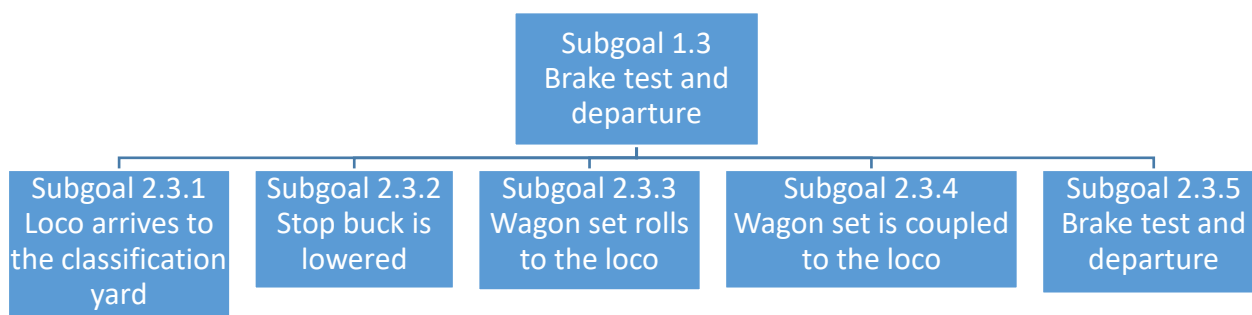 Subgoal 1.3
Brake test and
departure
Subgoal 2.3.1
Loco arrives to
the classification
yard
Subgoal 2.3.2
Stop buck is
lowered
Subgoal 2.3.3
Wagon set rolls
to the loco
Subgoal 2.3.4
Wagon set is coupled
to the loco
Subgoal 2.3.5
Brake test and
departure